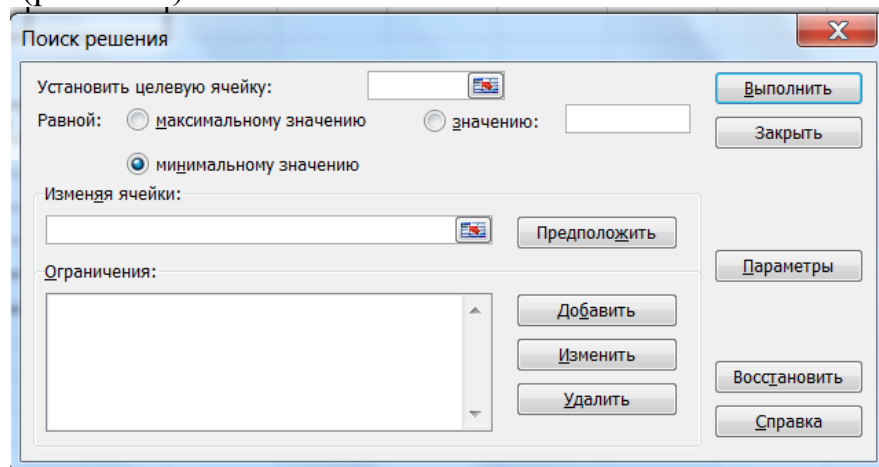 Поиск решения
Установить целевую ячейку:
Выполнить
Равной:
максимальному значению
значению:
Закрыть
минимальному значению
Изменяя ячейки:
Предположить
Параметры
Ограничения:
Добавить
Изменить
Удалить
Восстановить
Справка